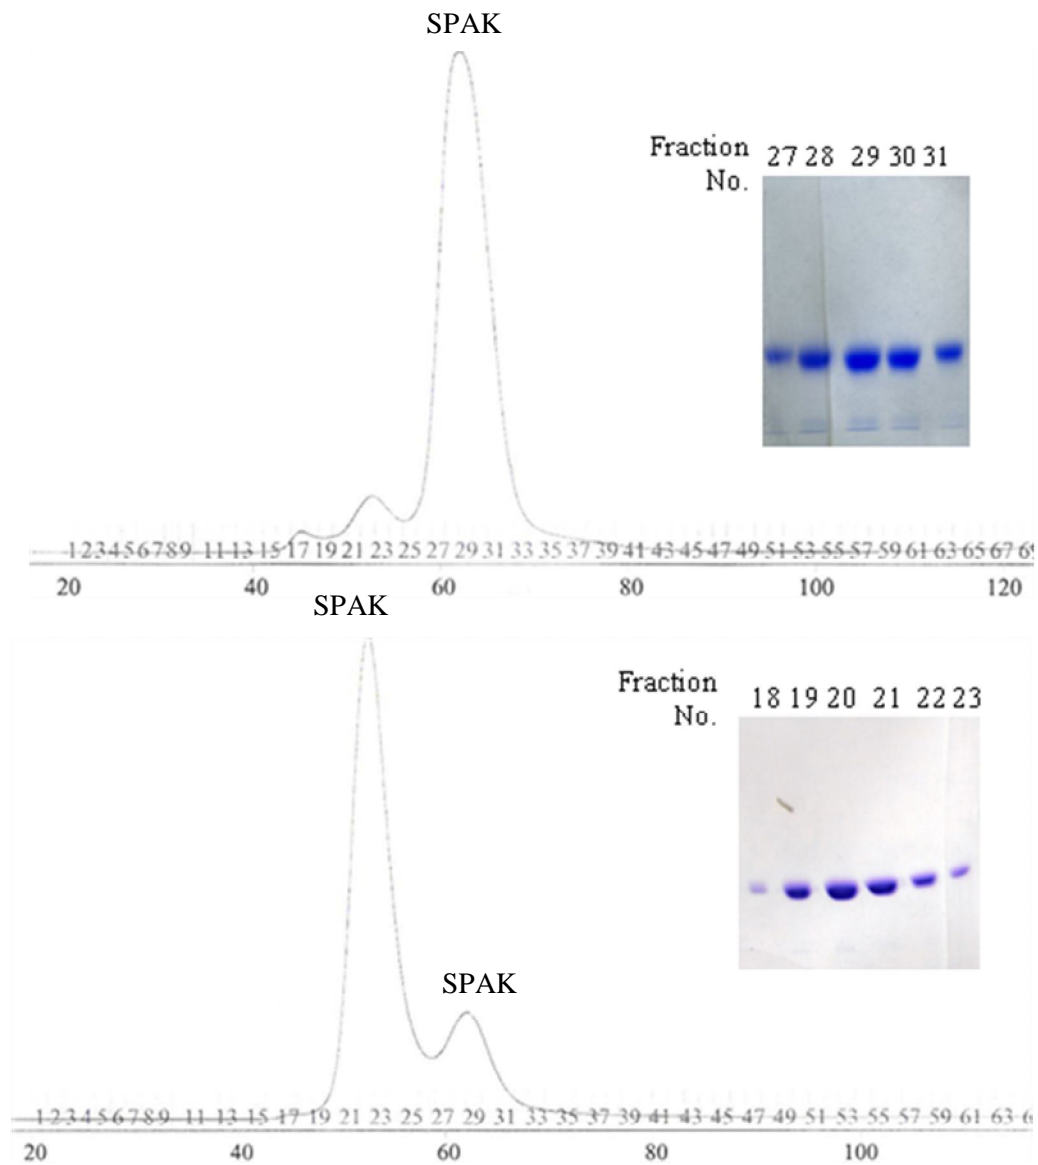 SPAK
Fraction
No.
27 28 29 30 31
1 2 3 4 5 6 7 8 9 11 13 15 17 19 21 23 25 27 29 31 33 35 37 39 41 43 45 47 49 51 53 55 57 59 61 63 65 67 69
20 40 60 80 100 120
SPAK
Fraction
No.
18 19 20 21 22 23
SPAK
1 2 3 4 5 6 7 8 9 11 13 15 17 19 21 23 25 27 29 31 33 35 37 39 41 43 45 47 49 51 53 55 57 59 61 63
20 40 60 80 100